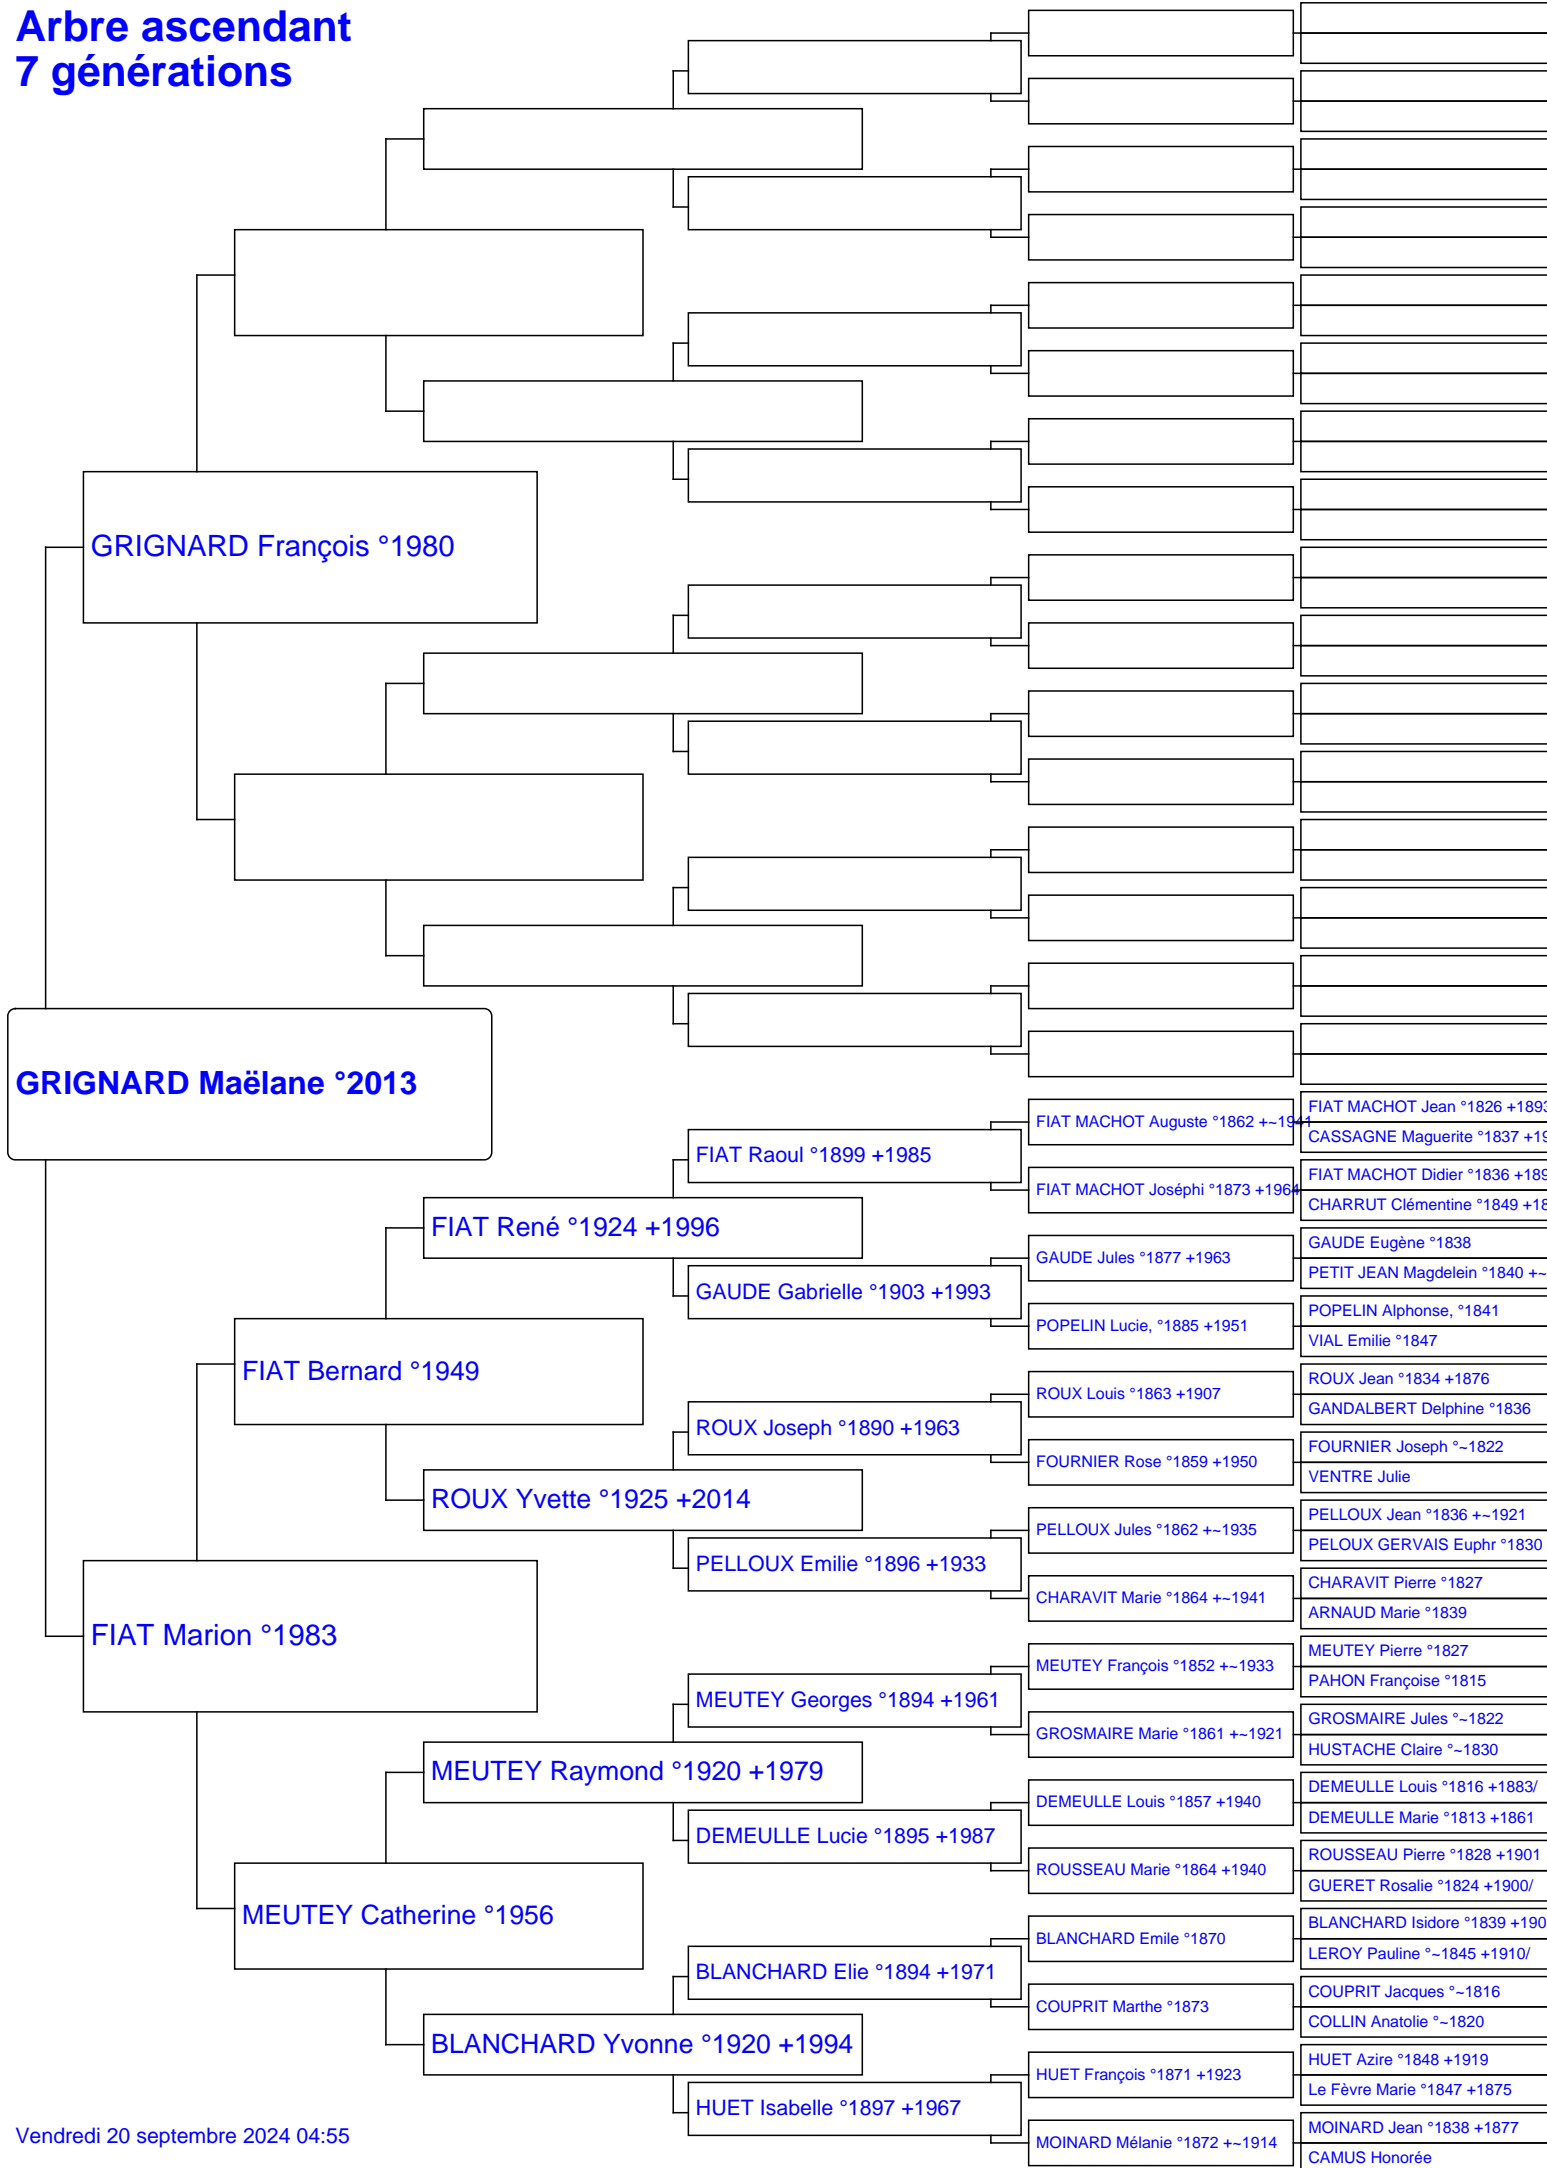 Arbre ascendant
7 générations
GRIGNARD François °1980
GRIGNARD Maëlane °2013
FIAT Marion °1983
FIAT Bernard °1949
MEUTEY Catherine °1956
FIAT René °1924 +1996
ROUX Yvette °1925 +2014
MEUTEY Raymond °1920 +1979
BLANCHARD Yvonne °1920 +1994
FIAT Raoul °1899 +1985
GAUDE Gabrielle °1903 +1993
ROUX Joseph °1890 +1963
PELLOUX Emilie °1896 +1933
MEUTEY Georges °1894 +1961
DEMEULLE Lucie °1895 +1987
BLANCHARD Elie °1894 +1971
HUET Isabelle °1897 +1967
FIAT MACHOT Auguste °1862 +~1941
FIAT MACHOT Joséphi °1873 +1964
GAUDE Jules °1877 +1963
POPELIN Lucie, °1885 +1951
ROUX Louis °1863 +1907
FOURNIER Rose °1859 +1950
PELLOUX Jules °1862 +~1935
CHARAVIT Marie °1864 +~1941
MEUTEY François °1852 +~1933
GROSMAIRE Marie °1861 +~1921
DEMEULLE Louis °1857 +1940
ROUSSEAU Marie °1864 +1940
BLANCHARD Emile °1870
COUPRIT Marthe °1873
HUET François °1871 +1923
MOINARD Mélanie °1872 +~1914
FIAT MACHOT Jean °1826 +1893
CASSAGNE Maguerite °1837 +19
FIAT MACHOT Didier °1836 +189
CHARRUT Clémentine °1849 +18
GAUDE Eugène °1838
PETIT JEAN Magdelein °1840 +~
POPELIN Alphonse, °1841
VIAL Emilie °1847
ROUX Jean °1834 +1876
GANDALBERT Delphine °1836
FOURNIER Joseph °~1822
VENTRE Julie
PELLOUX Jean °1836 +~1921
PELOUX GERVAIS Euphr °1830
CHARAVIT Pierre °1827
ARNAUD Marie °1839
MEUTEY Pierre °1827
PAHON Françoise °1815
GROSMAIRE Jules °~1822
HUSTACHE Claire °~1830
DEMEULLE Louis °1816 +1883/
DEMEULLE Marie °1813 +1861
ROUSSEAU Pierre °1828 +1901
GUERET Rosalie °1824 +1900/
BLANCHARD Isidore °1839 +190
LEROY Pauline °~1845 +1910/
COUPRIT Jacques °~1816
COLLIN Anatolie °~1820
HUET Azire °1848 +1919
Le Fèvre Marie °1847 +1875
MOINARD Jean °1838 +1877
CAMUS Honorée
Vendredi 20 septembre 2024 04:55